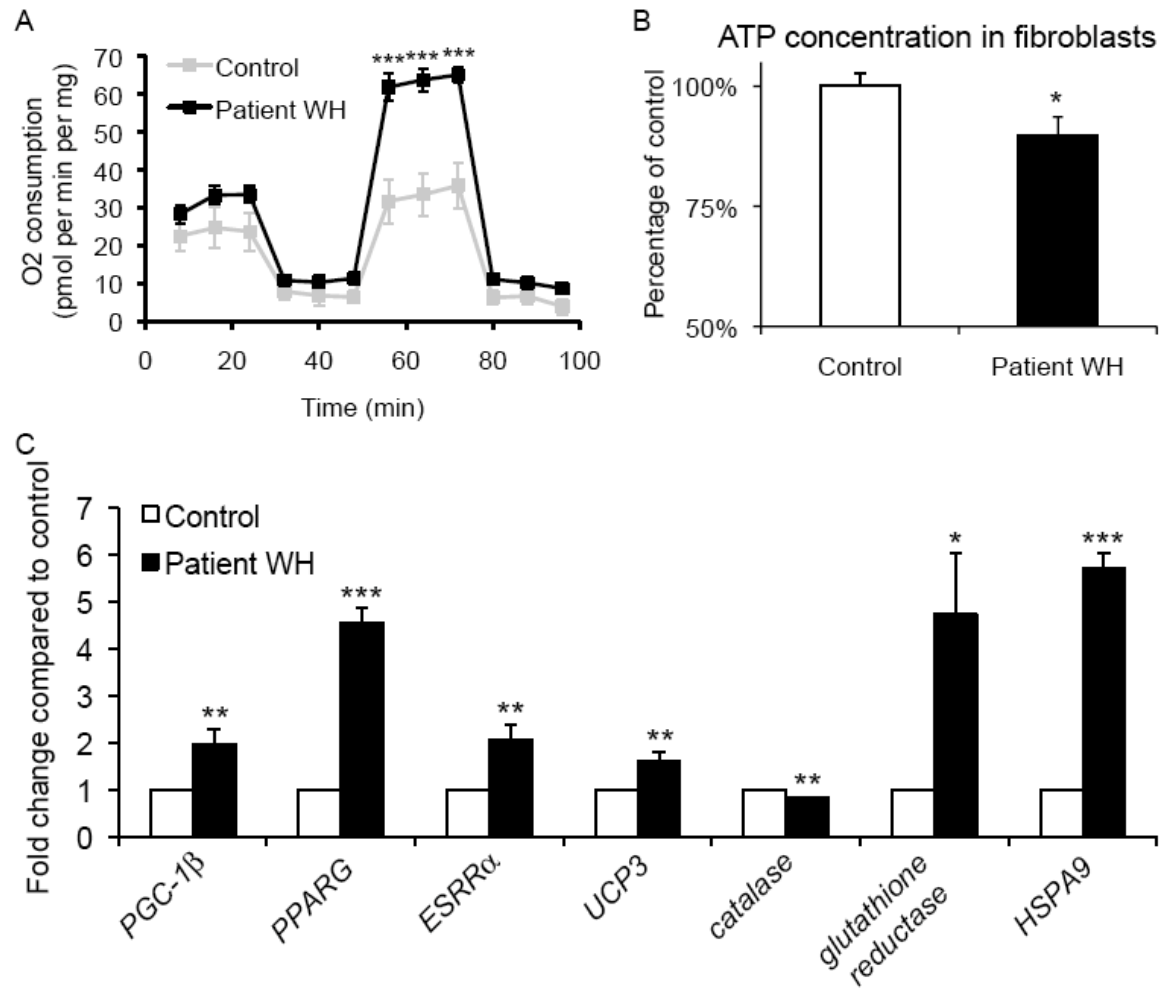 A
O2 consumption
(pmol per min per mg)
70
60
50
40
30
20
10
0
Control
Patient WH
*** *** ***
0 20 40 60 80 100
Time (min)
B
ATP concentration in fibroblasts
Percentage of control
100%
75%
50%
*
Control Patient WH
C
Fold change compared to control
7
6
5
4
3
2
1
0
Control
Patient WH
** *** ** ** ** * ***
PGC-1β
PPARG
ESRRα
UCP3
catalase
glutathione
reductase
HSPA9